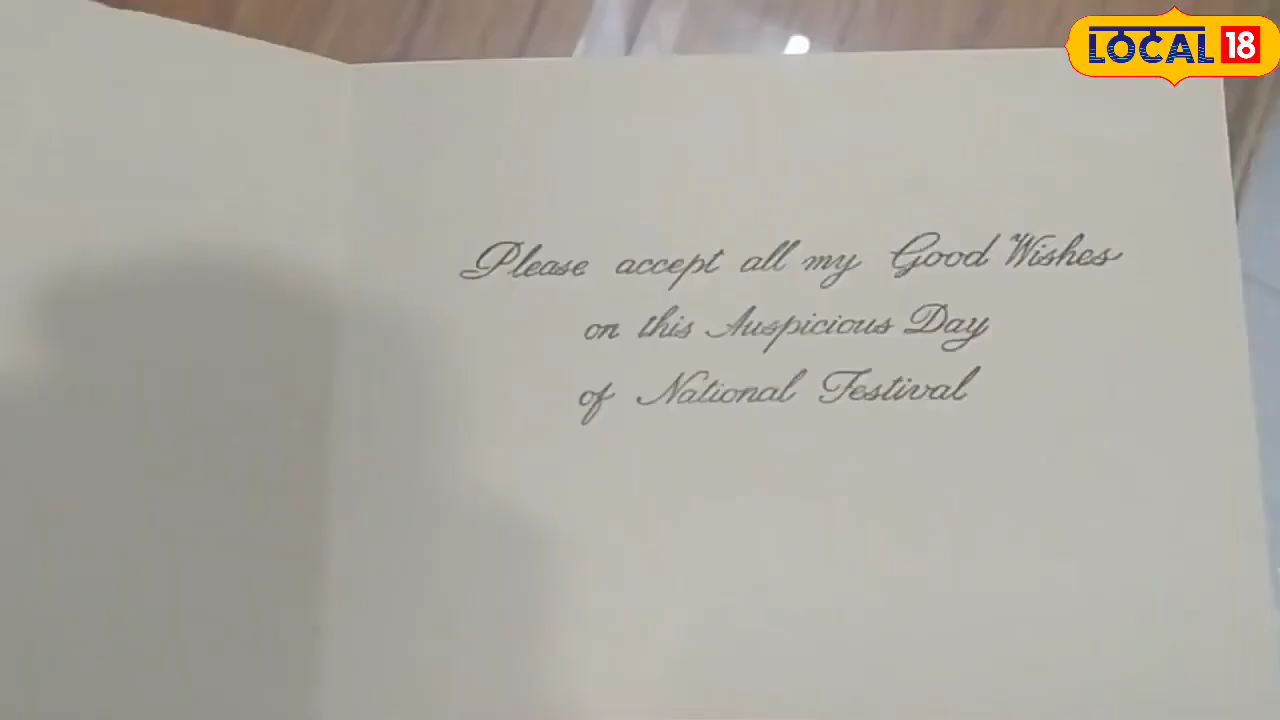 LOCAL 18
Please accept all my Good Wishes
on this Auspicious Day
of National Festival